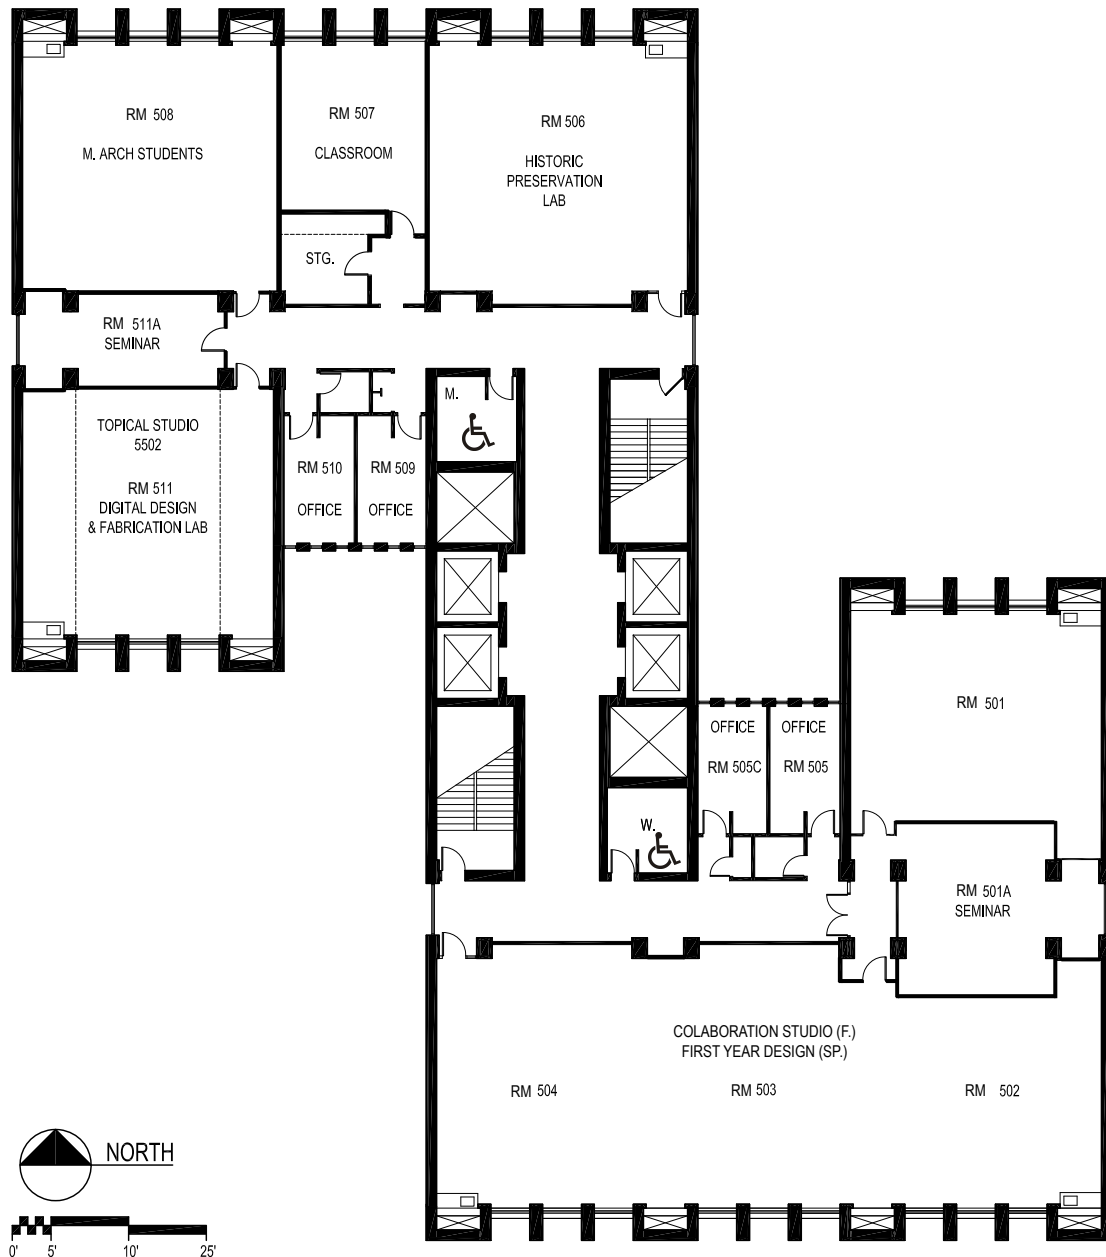 RM 508
M. ARCH STUDENTS
RM 507
CLASSROOM
RM 506
HISTORIC
PRESERVATION
LAB
STG.
RM 511A
SEMINAR
M.
TOPICAL STUDIO
5502
RM 511
DIGITAL DESIGN
& FABRICATION LAB
RM 510
OFFICE
RM 509
OFFICE
OFFICE
RM 505C
OFFICE
RM 505
RM 501
W.
RM 501A
SEMINAR
COLABORATION STUDIO (F.)
FIRST YEAR DESIGN (SP.)
RM 504
RM 503
RM 502
NORTH
0' 5' 10' 25'